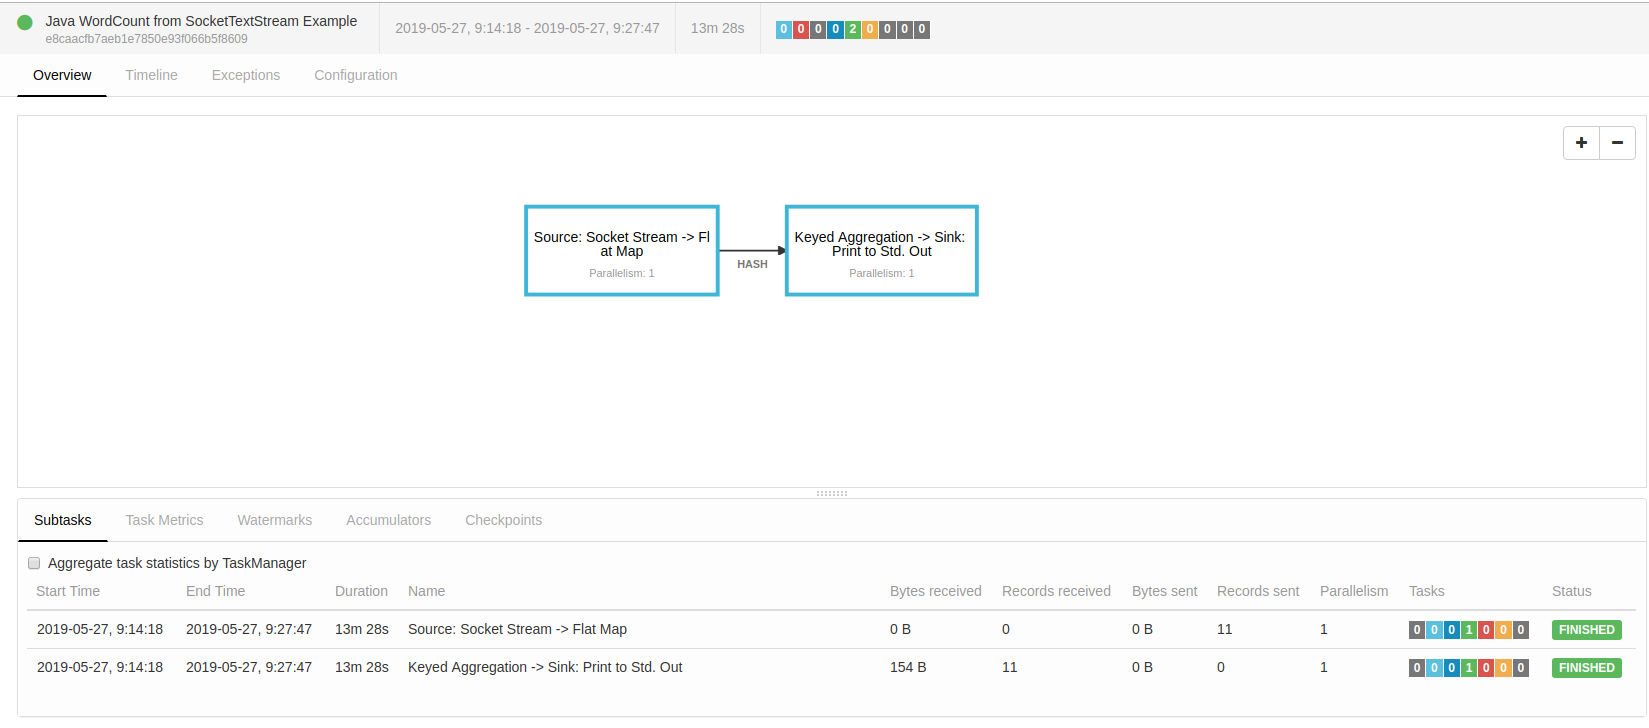 Java WordCount from SocketTextStream Example
e8caacfb7aeb1e7850e93f066b5f8609
2019-05-27, 9:14:18 - 2019-05-27, 9:27:47
13m 28s
0 0 0 0 2 0 0 0 0
Overview Timeline Exceptions Configuration
+ −
Source: Socket Stream -> Fl
at Map
Parallelism: 1
HASH
Keyed Aggregation -> Sink:
Print to Std. Out
Parallelism: 1
Subtasks Task Metrics Watermarks Accumulators Checkpoints
Aggregate task statistics by TaskManager
Start Time End Time Duration Name Bytes received Records received Bytes sent Records sent Parallelism Tasks Status
2019-05-27, 9:14:18 2019-05-27, 9:27:47 13m 28s Source: Socket Stream -> Flat Map 0 B 0 0 B 11 1 0 0 0 1 0 0 0 FINISHED
2019-05-27, 9:14:18 2019-05-27, 9:27:47 13m 28s Keyed Aggregation -> Sink: Print to Std. Out 154 B 11 0 B 0 1 0 0 0 1 0 0 0 FINISHED